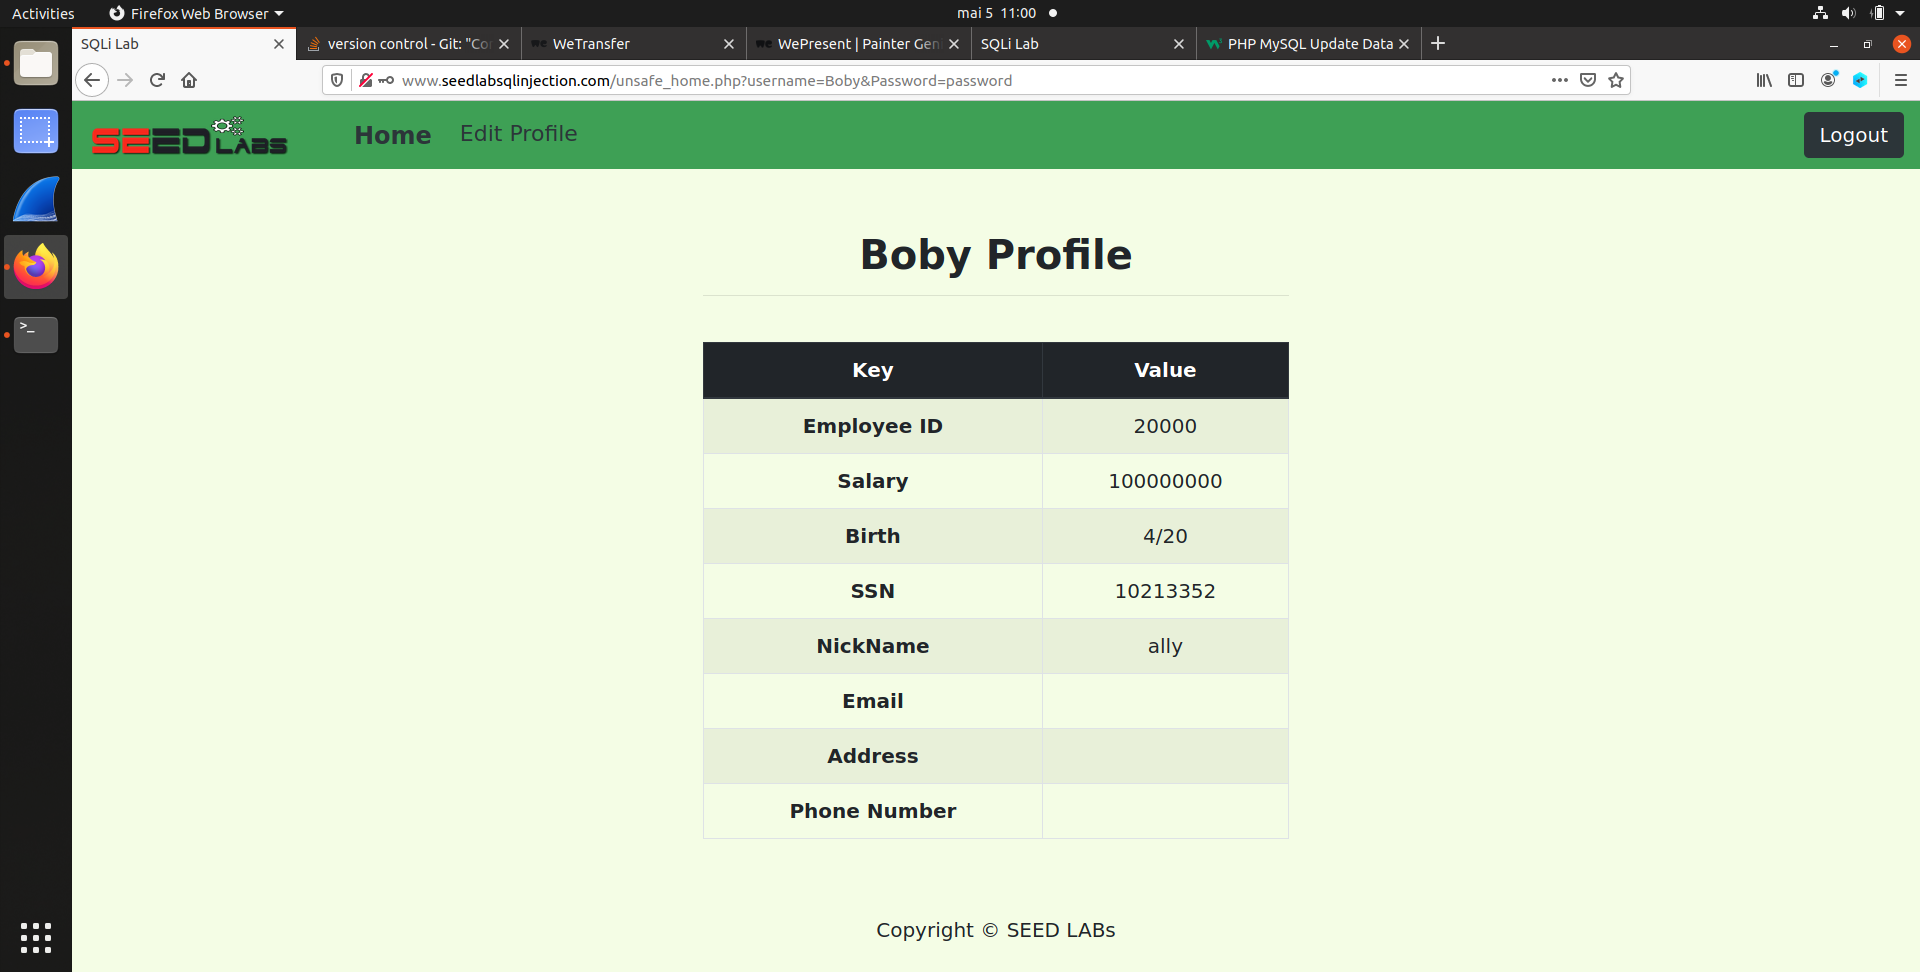 Activities Firefox Web Browser mai 5 11:00
SQLi Lab version control - Git: "Co WeTransfer WePresent | Painter Gen SQLi Lab PHP MySQL Update Data
www.seedlabsqlinjection.com/unsafe_home.php?username=Boby&Password=password
SEED LABS Home Edit Profile Logout
Boby Profile
Key Value
Employee ID 20000
Salary 100000000
Birth 4/20
SSN 10213352
NickName ally
Email
Address
Phone Number
Copyright © SEED LABs